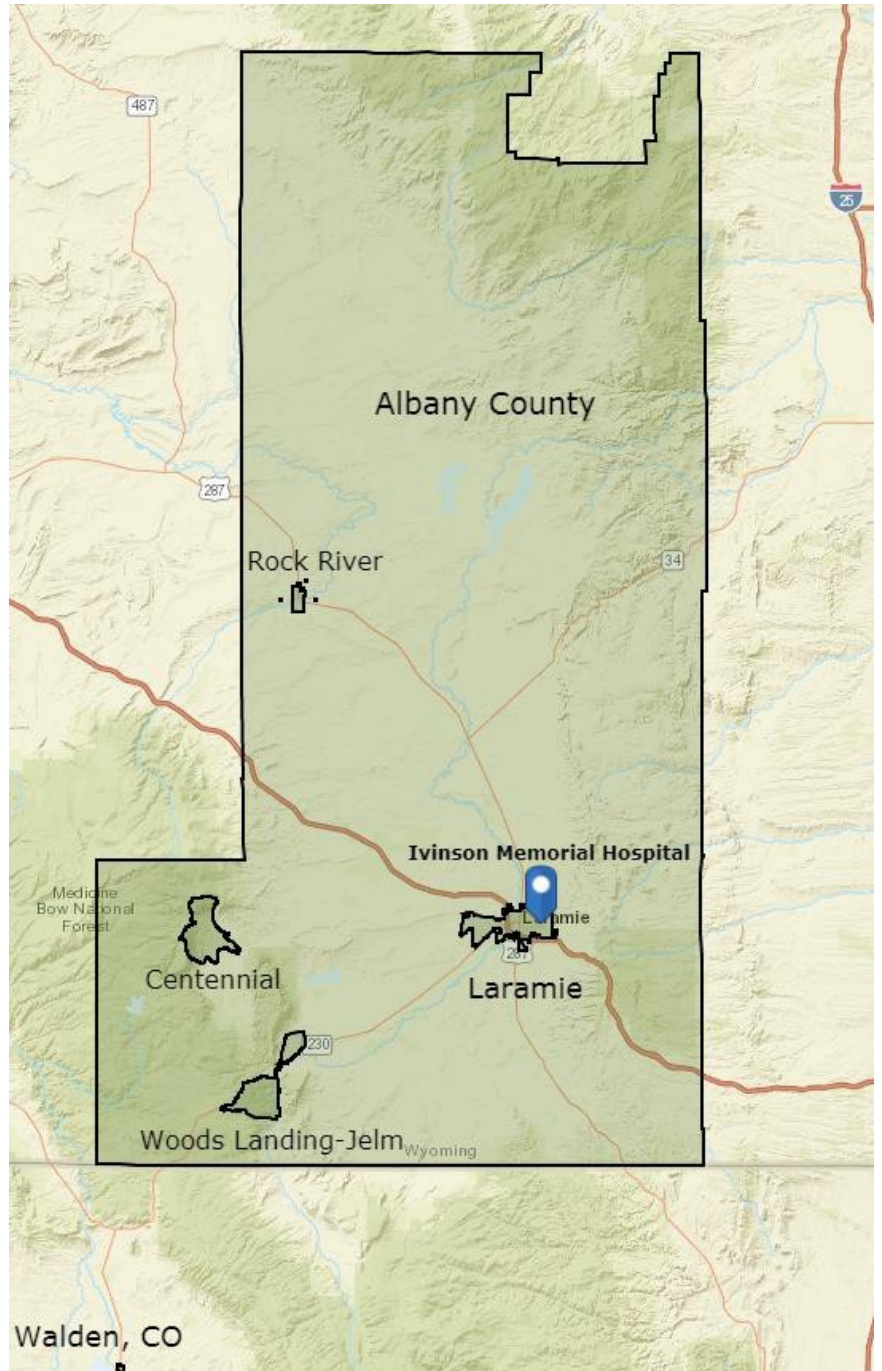 487
25
Albany County
287
34
Rock River
Ivinson Memorial Hospital
Medicine
Bow National
Forest
Laramie
Centennial
287
Laramie
230
Woods Landing-Jelm
Wyoming
Walden, CO